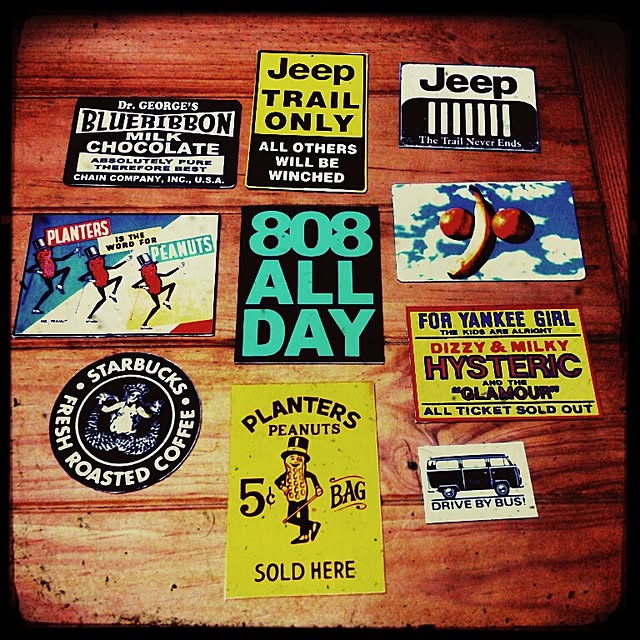 Dr. GEORGE'S
BLUERIBBON
MILK
CHOCOLATE
ABSOLUTELY PURE
THEREFORE BEST
CHAIN COMPANY, INC., U.S.A.
Jeep
TRAIL
ONLY
ALL OTHERS
WILL BE
WINCHED
Jeep
The Trail Never Ends
PLANTERS
IS THE
WORD FOR
PEANUTS
MR. PEANUT
808
ALL
DAY
FOR YANKEE GIRL
THE KIDS ARE ALRIGHT
DIZZY & MILKY
HYSTERIC
AND THE
"GLAMOUR"
ALL TICKET SOLD OUT
STARBUCKS
FRESH ROASTED COFFEE
PLANTERS
PEANUTS
5¢ BAG
SOLD HERE
DRIVE BY BUS!